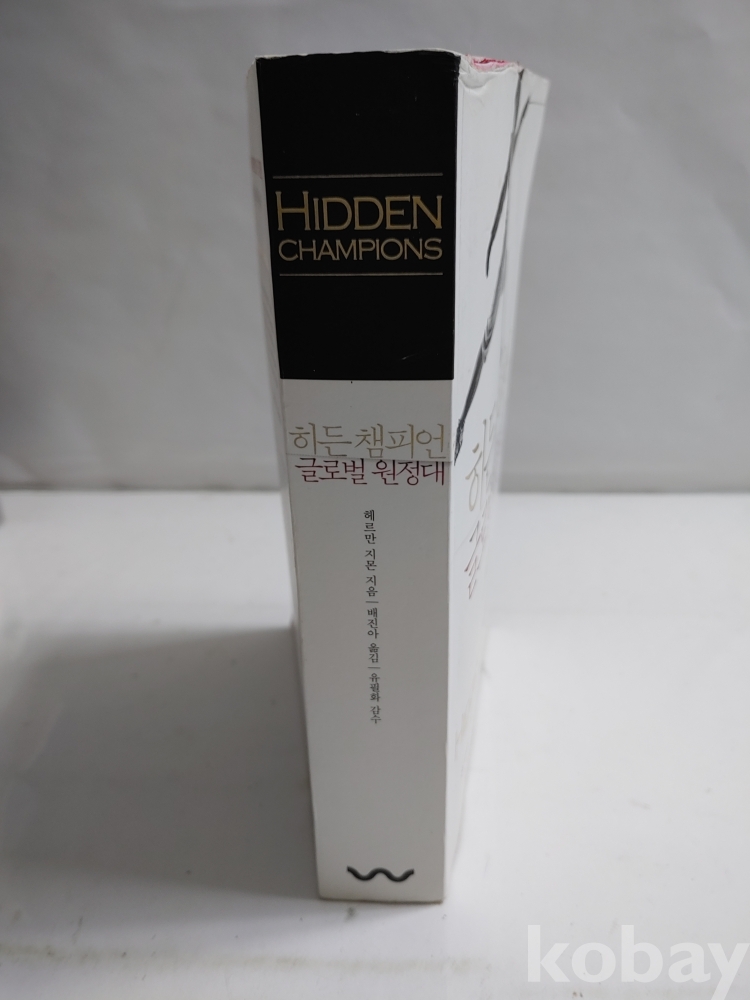 HIDDEN
CHAMPIONS
히든 챔피언
글로벌 원정대
헤르만 지몬 지음 | 배진아 옮김 | 유필화 감수
kobay